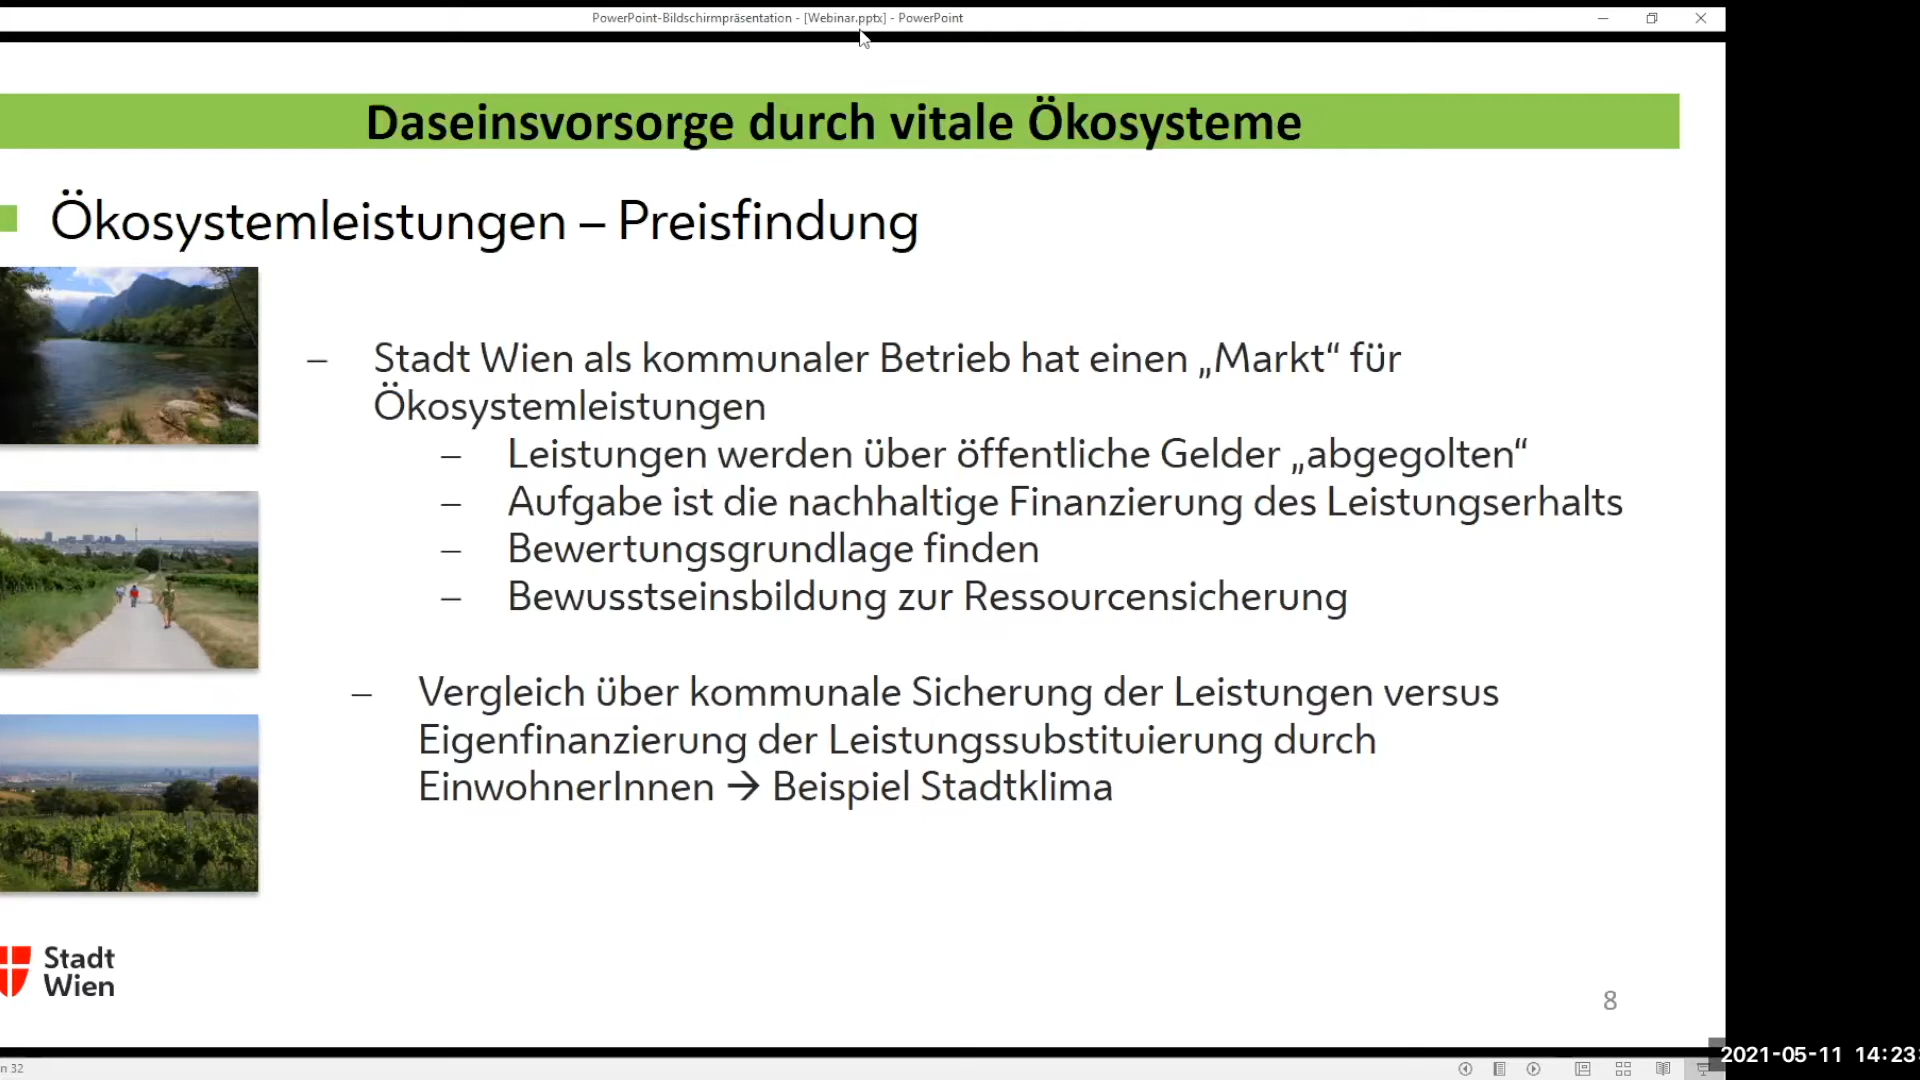 PowerPoint-Bildschirmpräsentation - [Webinar.pptx] - PowerPoint
Daseinsvorsorge durch vitale Ökosysteme
Ökosystemleistungen – Preisfindung
– Stadt Wien als kommunaler Betrieb hat einen „Markt“ für
Ökosystemleistungen
– Leistungen werden über öffentliche Gelder „abgegolten“
– Aufgabe ist die nachhaltige Finanzierung des Leistungserhalts
– Bewertungsgrundlage finden
– Bewusstseinsbildung zur Ressourcensicherung
– Vergleich über kommunale Sicherung der Leistungen versus
Eigenfinanzierung der Leistungssubstituierung durch
EinwohnerInnen → Beispiel Stadtklima
Stadt
Wien
8
n 32
2021-05-11 14:23: